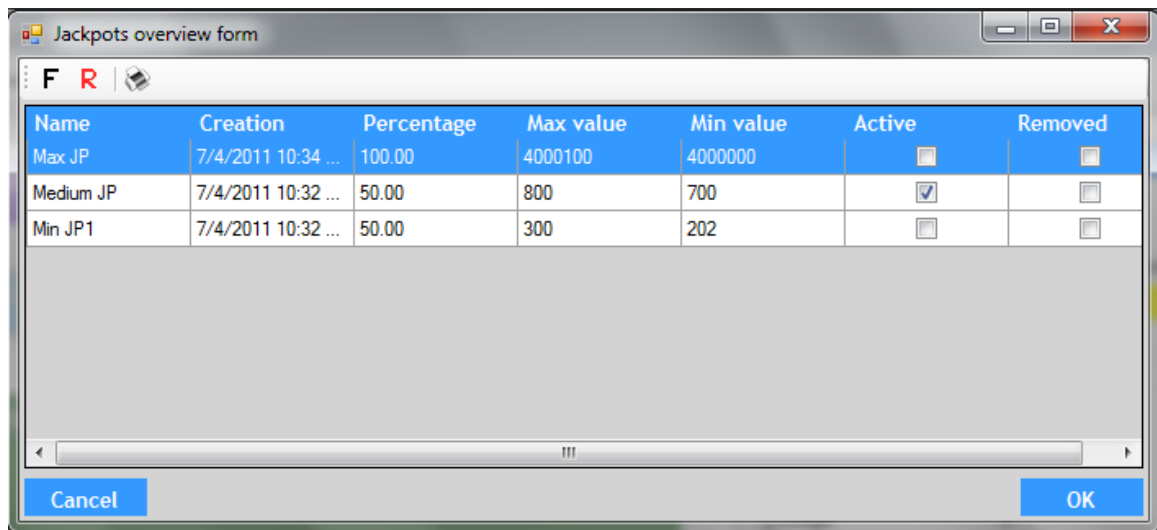 Jackpots overview form
F R
Name Creation Percentage Max value Min value Active Removed
Max JP 7/4/2011 10:34 ... 100.00 4000100 4000000
Medium JP 7/4/2011 10:32 ... 50.00 800 700
Min JP1 7/4/2011 10:32 ... 50.00 300 202
Cancel OK